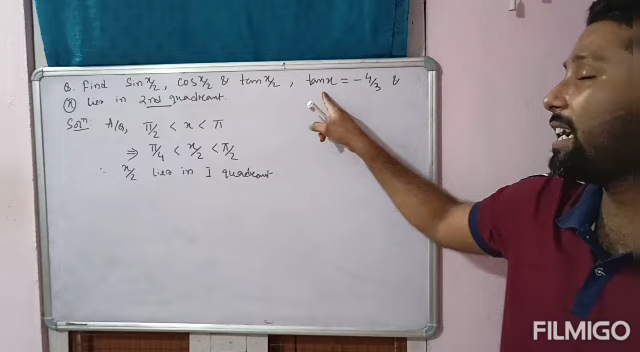 Q. Find sin x/2, cos x/2 & tan x/2, tanx = -4/3 &
x lies in 2nd quadrant.
Solⁿ: A/Q, π/2 < x < π
⇒ π/4 < x/2 < π/2
∴ x/2 lies in I quadrant
FILMIGO